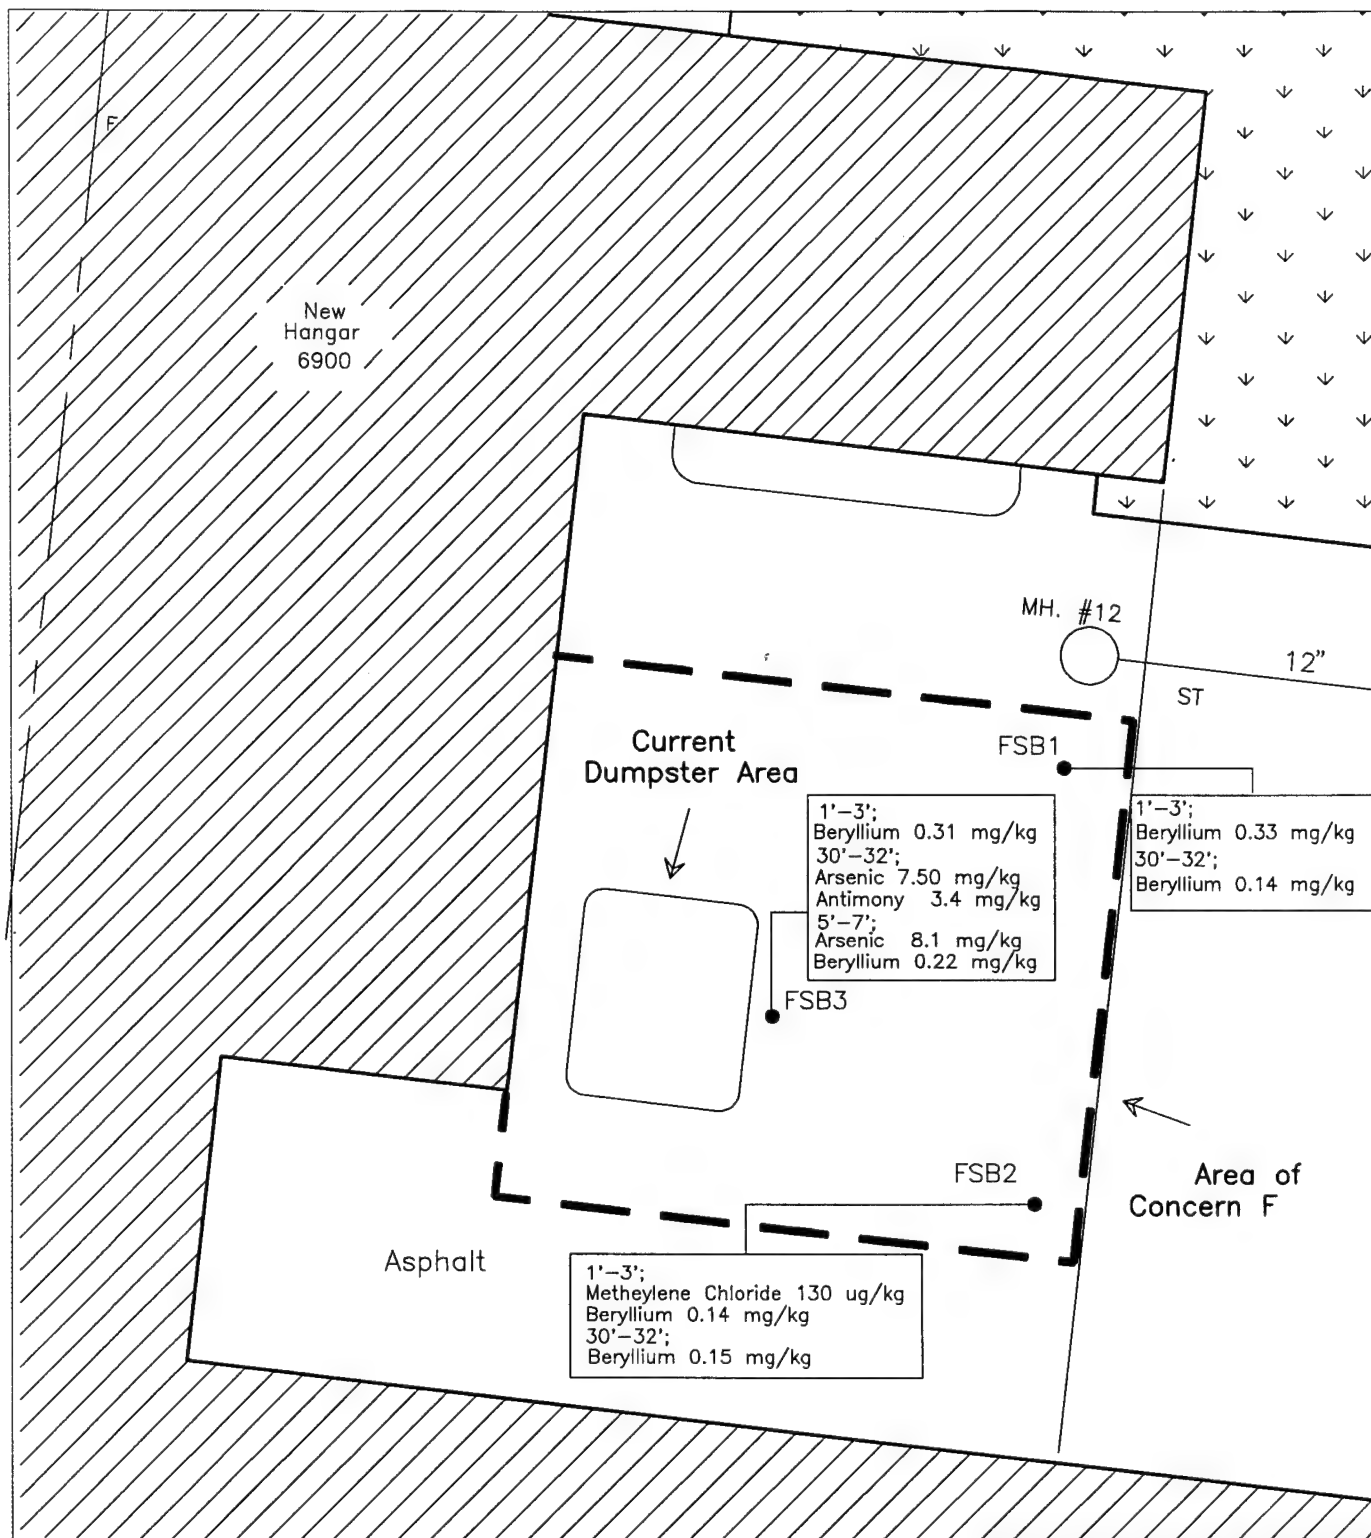 F
New
Hangar
6900
MH. #12
12”
ST
FSB1
Current
Dumpster Area
1'-3';
Beryllium 0.31 mg/kg
30'-32';
Arsenic 7.50 mg/kg
Antimony 3.4 mg/kg
5'-7';
Arsenic 8.1 mg/kg
Beryllium 0.22 mg/kg
1'-3';
Beryllium 0.33 mg/kg
30'-32';
Beryllium 0.14 mg/kg
FSB3
FSB2
Area of
Concern F
Asphalt
1'-3';
Metheylene Chloride 130 ug/kg
Beryllium 0.14 mg/kg
30'-32';
Beryllium 0.15 mg/kg